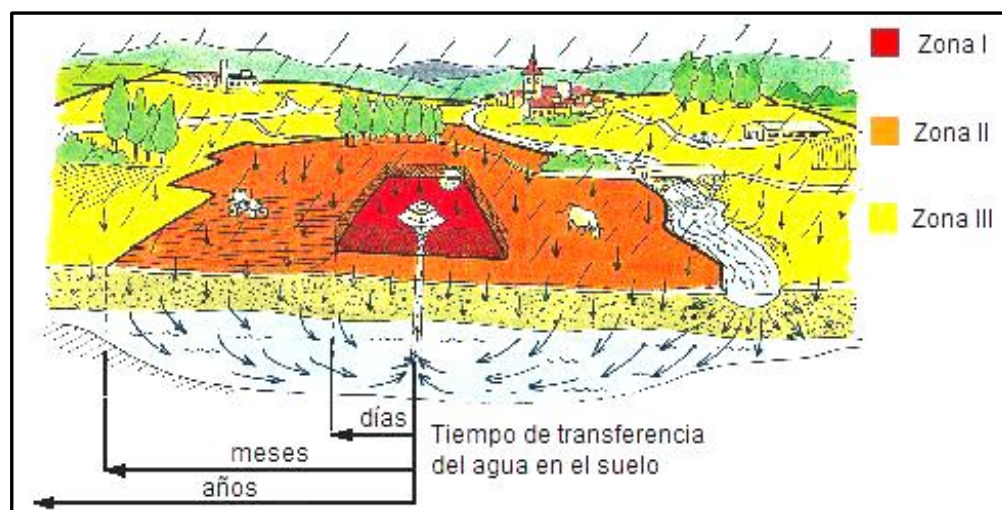 Zona I
Zona II
Zona III
días
Tiempo de transferencia
del agua en el suelo
meses
años